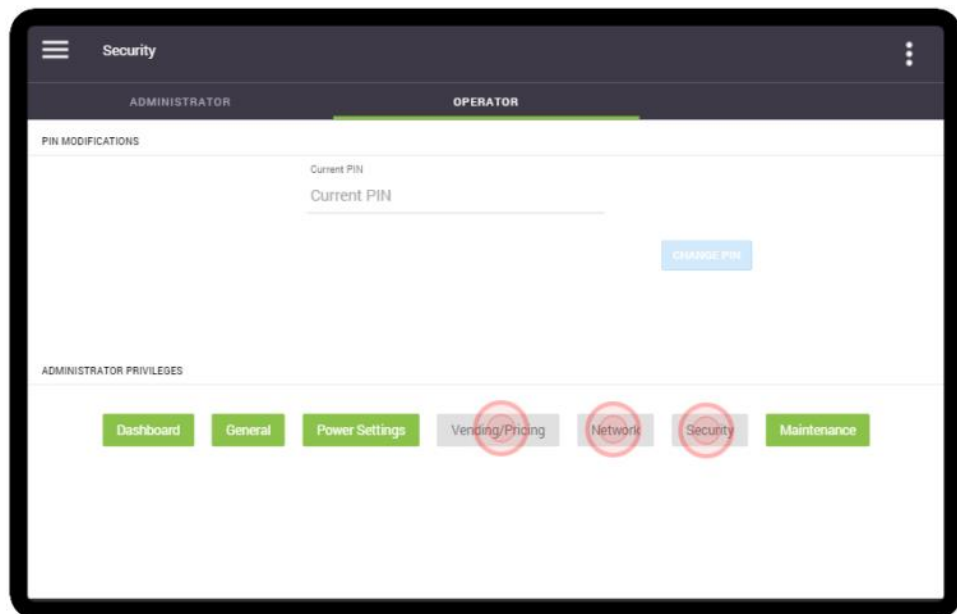 Security
ADMINISTRATOR OPERATOR
PIN MODIFICATIONS
Current PIN
Current PIN
CHANGE PIN
ADMINISTRATOR PRIVILEGES
Dashboard General Power Settings Vending/Pricing Network Security Maintenance